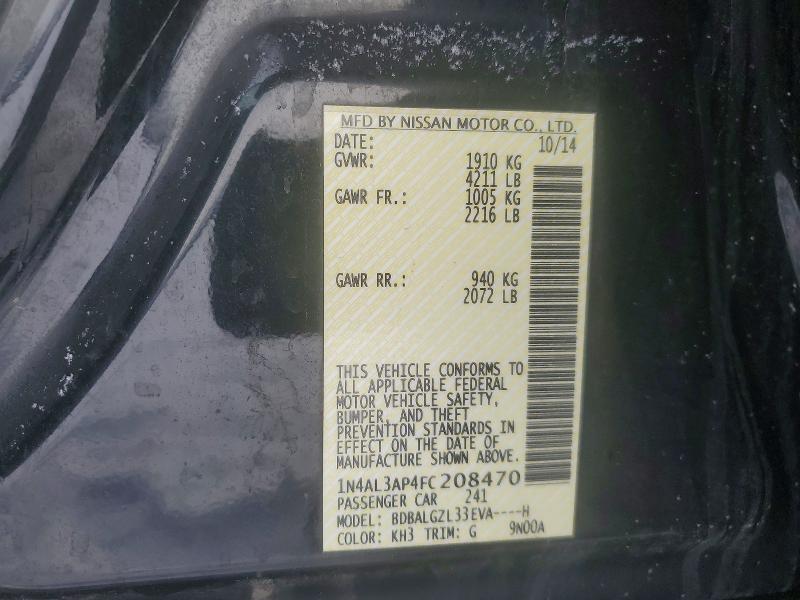 MFD BY NISSAN MOTOR CO., LTD.
DATE: 10/14
GVWR: 1910 KG
4211 LB
GAWR FR.: 1005 KG
2216 LB
GAWR RR.: 940 KG
2072 LB
THIS VEHICLE CONFORMS TO
ALL APPLICABLE FEDERAL
MOTOR VEHICLE SAFETY,
BUMPER, AND THEFT
PREVENTION STANDARDS IN
EFFECT ON THE DATE OF
MANUFACTURE SHOWN ABOVE.
1N4AL3AP4FC208470
PASSENGER CAR 241
MODEL: BDBALGZL33EVA----H
COLOR: KH3 TRIM: G 9N00A